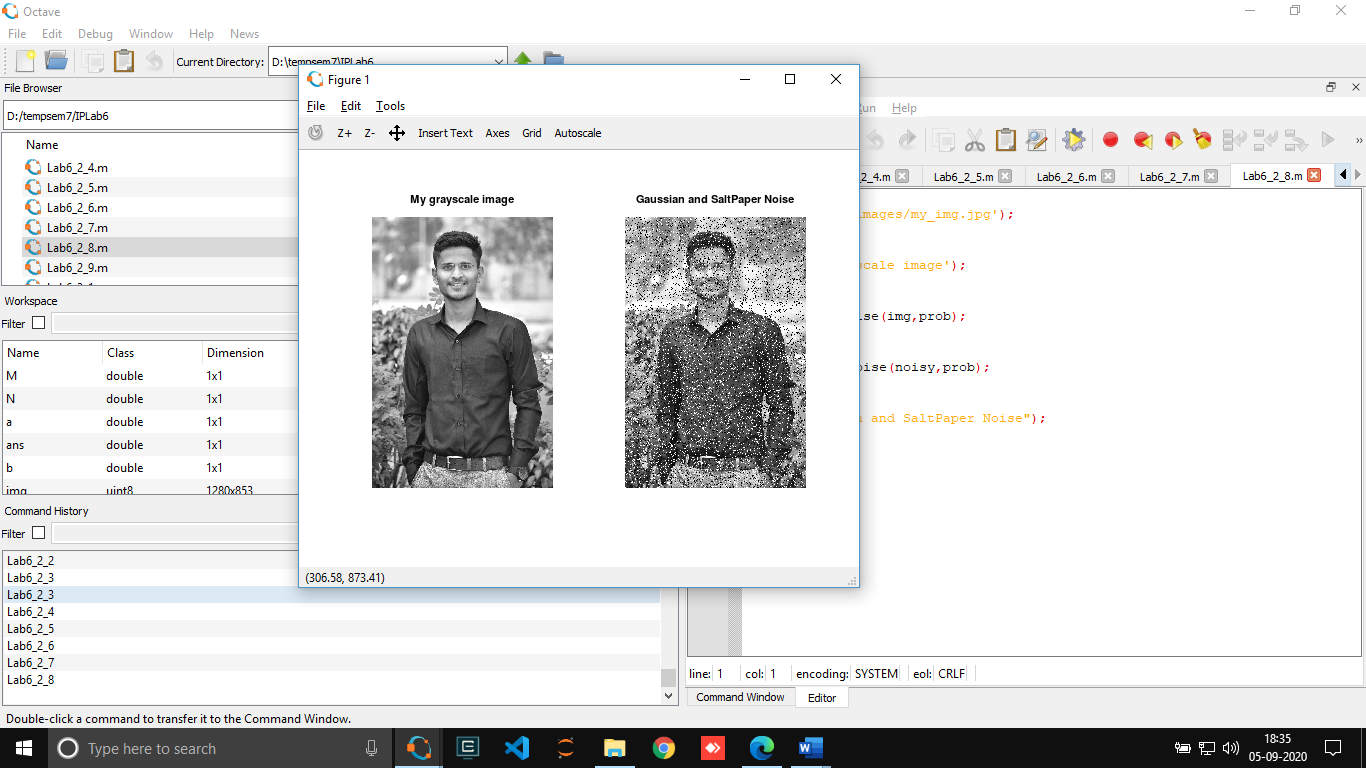 Octave
File Edit Debug Window Help News
Current Directory: D:\tempsem7\IPLab6
File Browser
D:/tempsem7/IPLab6
Name
Lab6_2_4.m
Lab6_2_5.m
Lab6_2_6.m
Lab6_2_7.m
Lab6_2_8.m
Lab6_2_9.m
Workspace
Filter
Name Class Dimension
M double 1x1
N double 1x1
a double 1x1
ans double 1x1
b double 1x1
img uint8 1280x853
Command History
Filter
Lab6_2_2
Lab6_2_3
Lab6_2_3
Lab6_2_4
Lab6_2_5
Lab6_2_6
Lab6_2_7
Lab6_2_8
Double-click a command to transfer it to the Command Window.
Figure 1
File Edit Tools
Z+ Z- Insert Text Axes Grid Autoscale
My grayscale image Gaussian and SaltPaper Noise
(306.58, 873.41)
Help
»
2_4.m Lab6_2_5.m Lab6_2_6.m Lab6_2_7.m Lab6_2_8.m
mages/my_img.jpg');
cale image');
ise(img,prob);
oise(noisy,prob);
and SaltPaper Noise");
line: 1 col: 1 encoding: SYSTEM eol: CRLF
Command Window Editor
Type here to search
18:35
05-09-2020